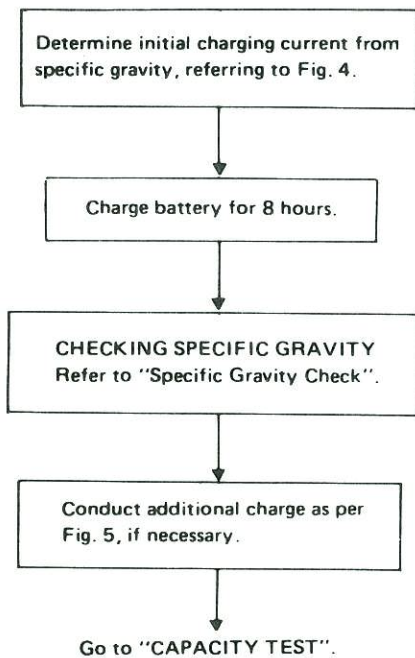 Determine initial charging current from
specific gravity, referring to Fig. 4.
Charge battery for 8 hours.
CHECKING SPECIFIC GRAVITY
Refer to "Specific Gravity Check".
Conduct additional charge as per
Fig. 5, if necessary.
Go to "CAPACITY TEST".